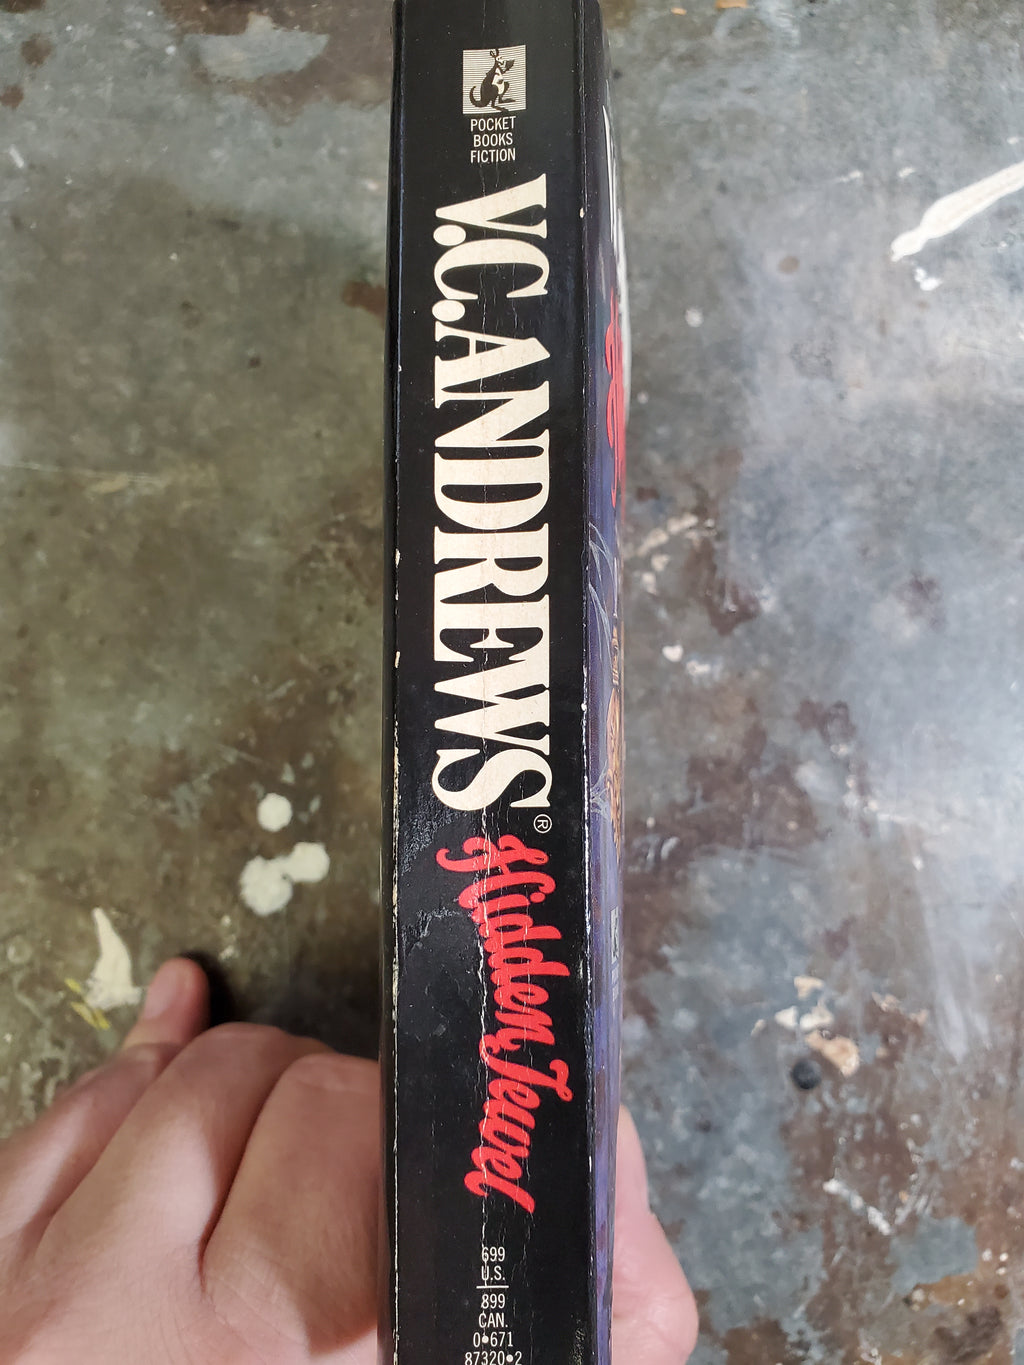 POCKET
BOOKS
FICTION
V.C. ANDREWS®
Hidden Jewel
699
U.S.
899
CAN.
0•671
87320•2